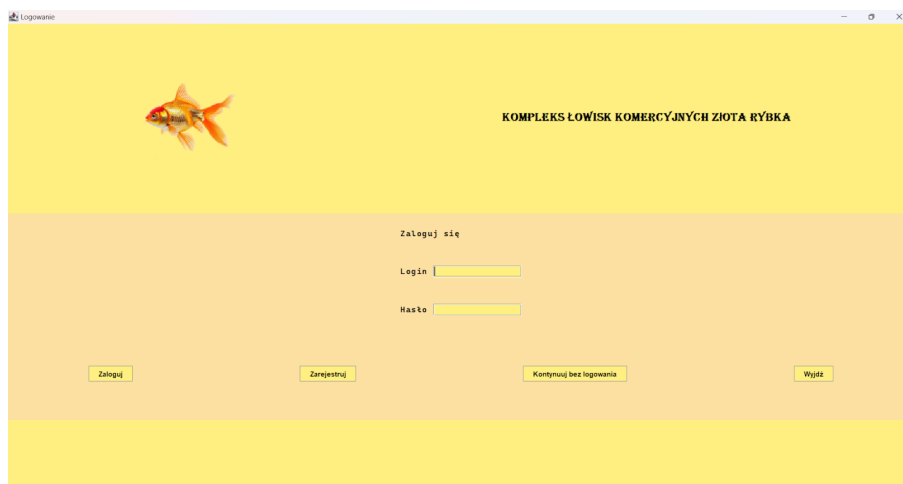 Logowanie
KOMPLEKS ŁOWISK KOMERCYJNYCH ZŁOTA RYBKA
Zaloguj się
Login
Hasło
Zaloguj
Zarejestruj
Kontynuuj bez logowania
Wyjdź